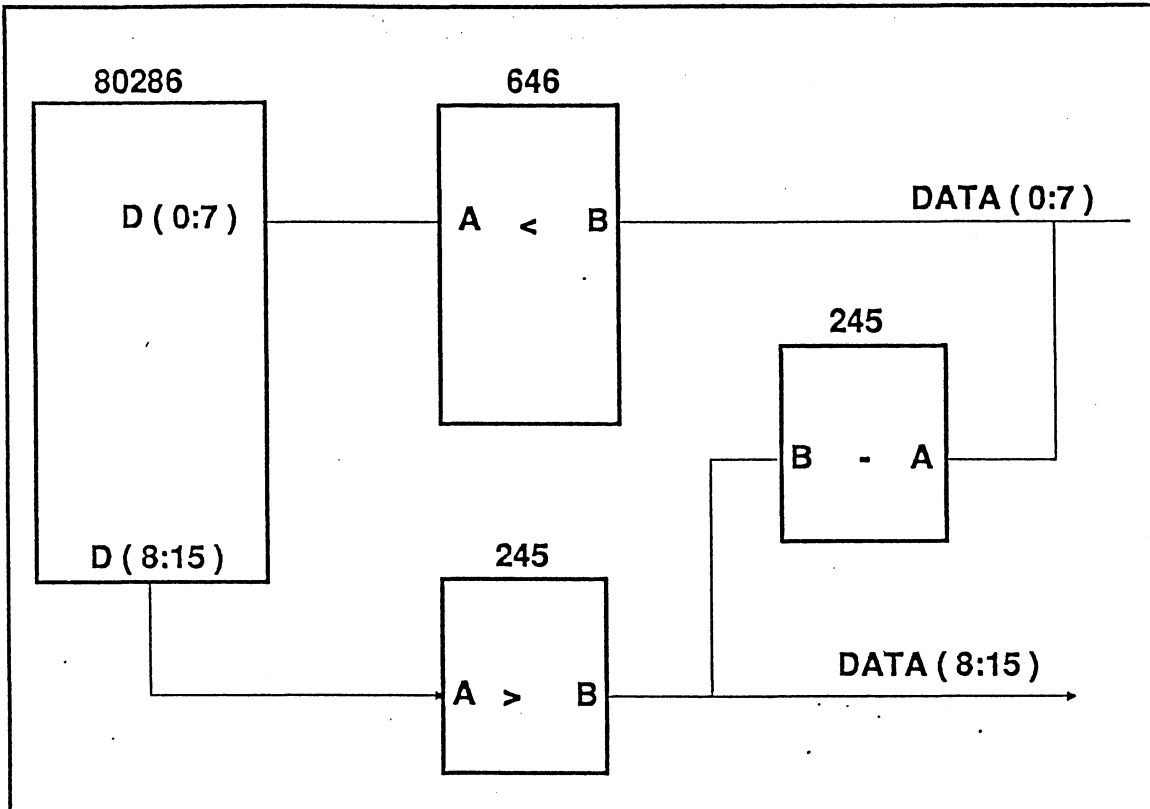 80286
646
D ( 0:7 )
A < B
DATA ( 0:7 )
245
B - A
D ( 8:15 )
245
A > B
DATA ( 8:15 )